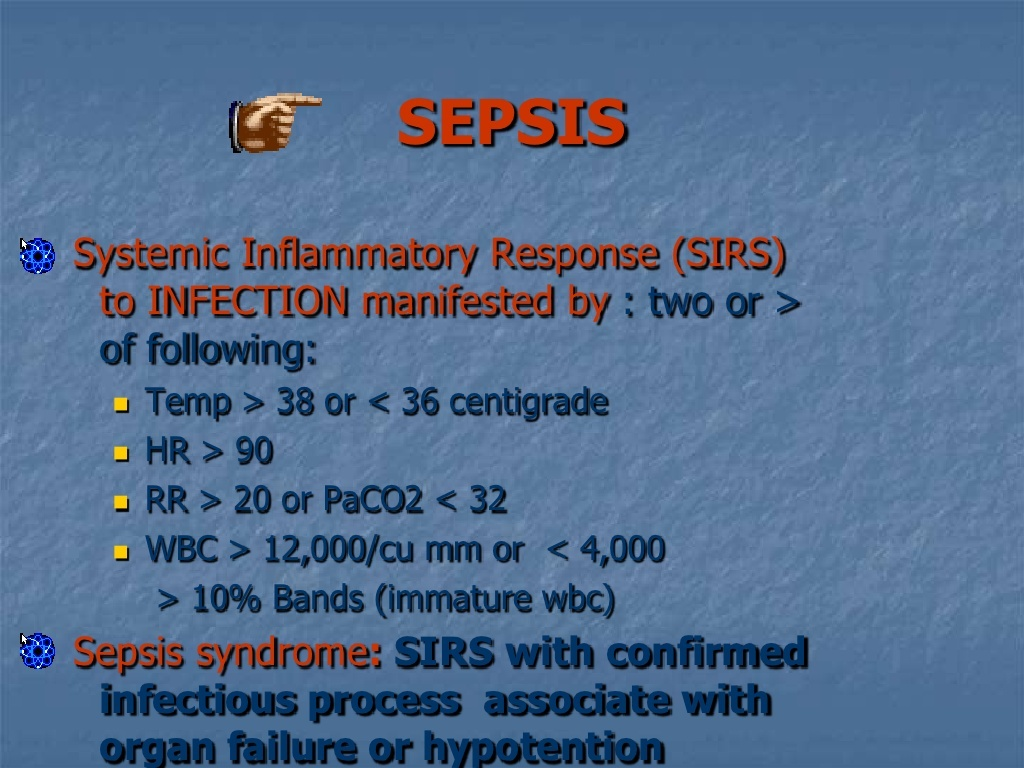 SEPSIS
Systemic Inflammatory Response (SIRS)
to INFECTION manifested by : two or >
of following:
Temp > 38 or < 36 centigrade
HR > 90
RR > 20 or PaCO2 < 32
WBC > 12,000/cu mm or < 4,000
> 10% Bands (immature wbc)
Sepsis syndrome: SIRS with confirmed
infectious process associate with
organ failure or hypotention